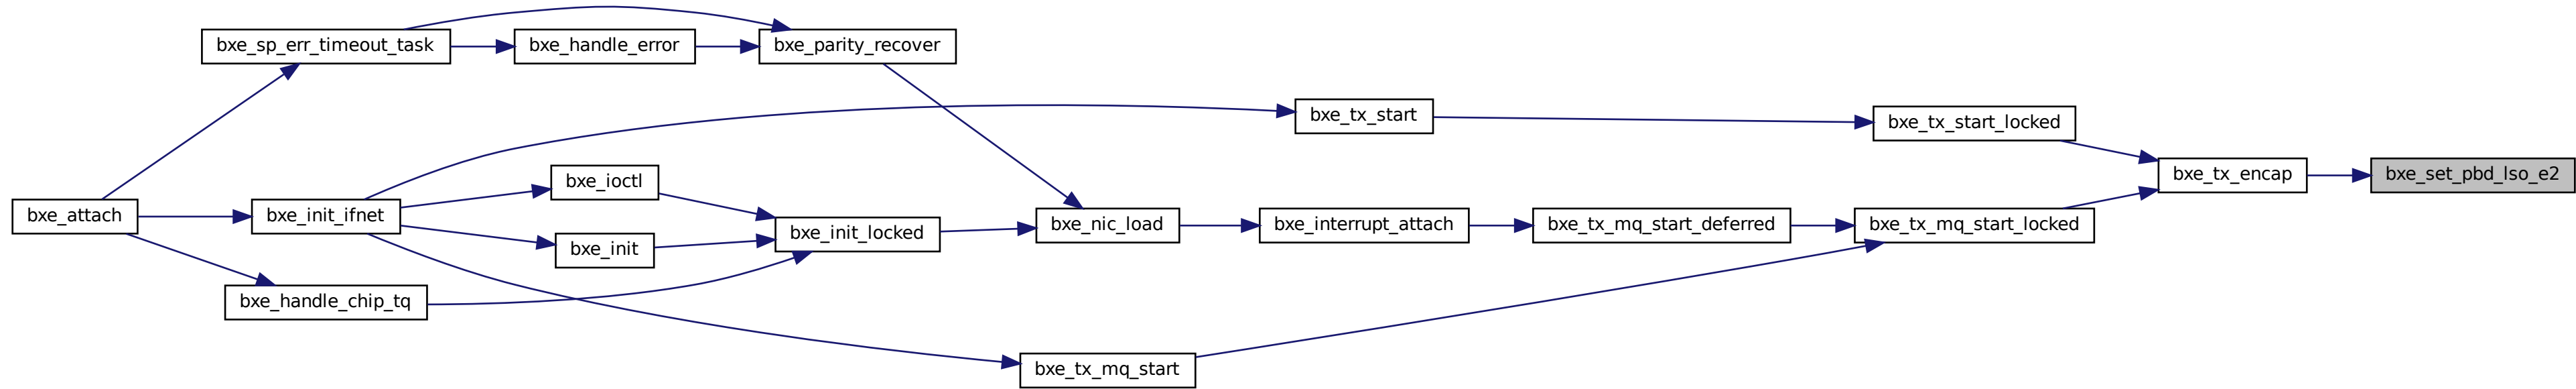 bxe_sp_err_timeout_task
bxe_handle_error
bxe_parity_recover
bxe_tx_start
bxe_tx_start_locked
bxe_tx_encap
bxe_set_pbd_lso_e2
bxe_ioctl
bxe_attach
bxe_init_ifnet
bxe_init
bxe_init_locked
bxe_nic_load
bxe_interrupt_attach
bxe_tx_mq_start_deferred
bxe_tx_mq_start_locked
bxe_handle_chip_tq
bxe_tx_mq_start